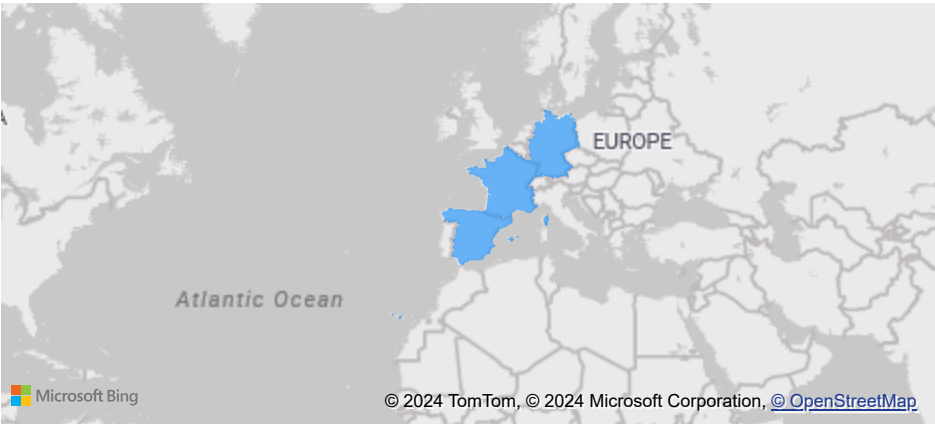 EUROPE
Atlantic Ocean
Microsoft Bing
© 2024 TomTom, © 2024 Microsoft Corporation, © OpenStreetMap